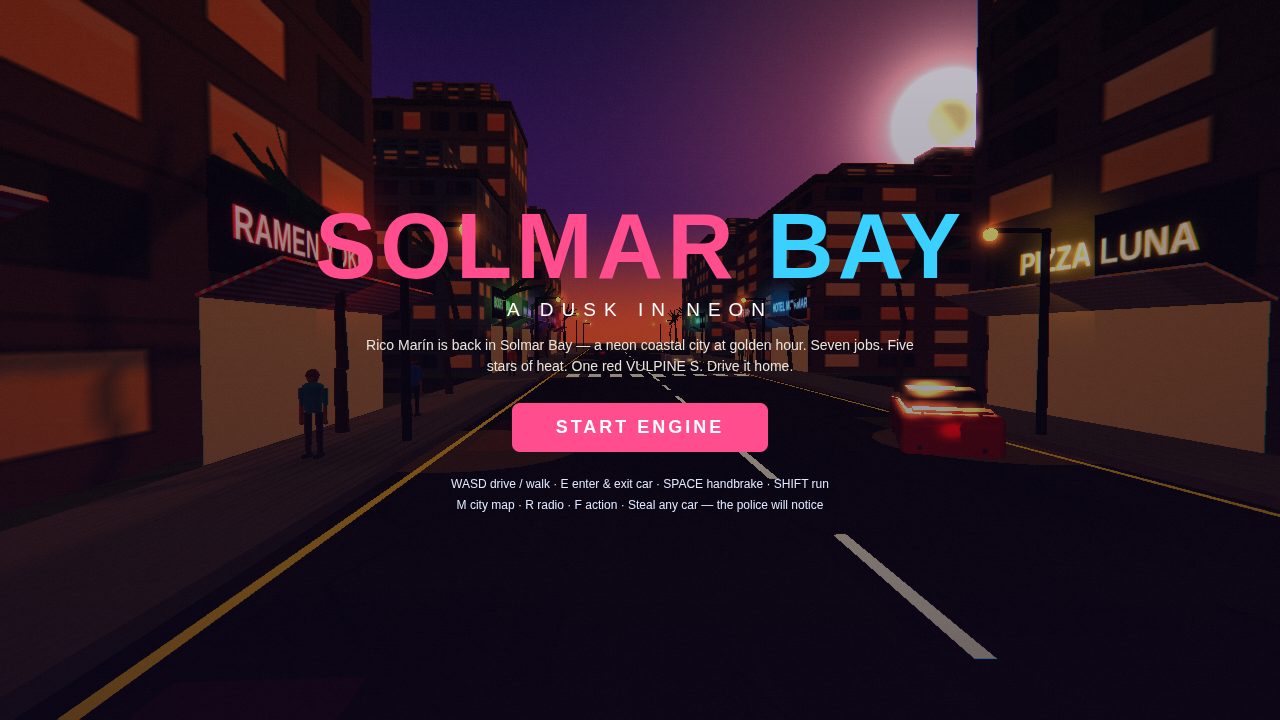 RAMEN
PIZZA LUNA
SOLMAR BAY
A DUSK IN NEON
Rico Marín is back in Solmar Bay — a neon coastal city at golden hour. Seven jobs. Five
stars of heat. One red VULPINE S. Drive it home.
START ENGINE
WASD drive / walk · E enter & exit car · SPACE handbrake · SHIFT run
M city map · R radio · F action · Steal any car — the police will notice